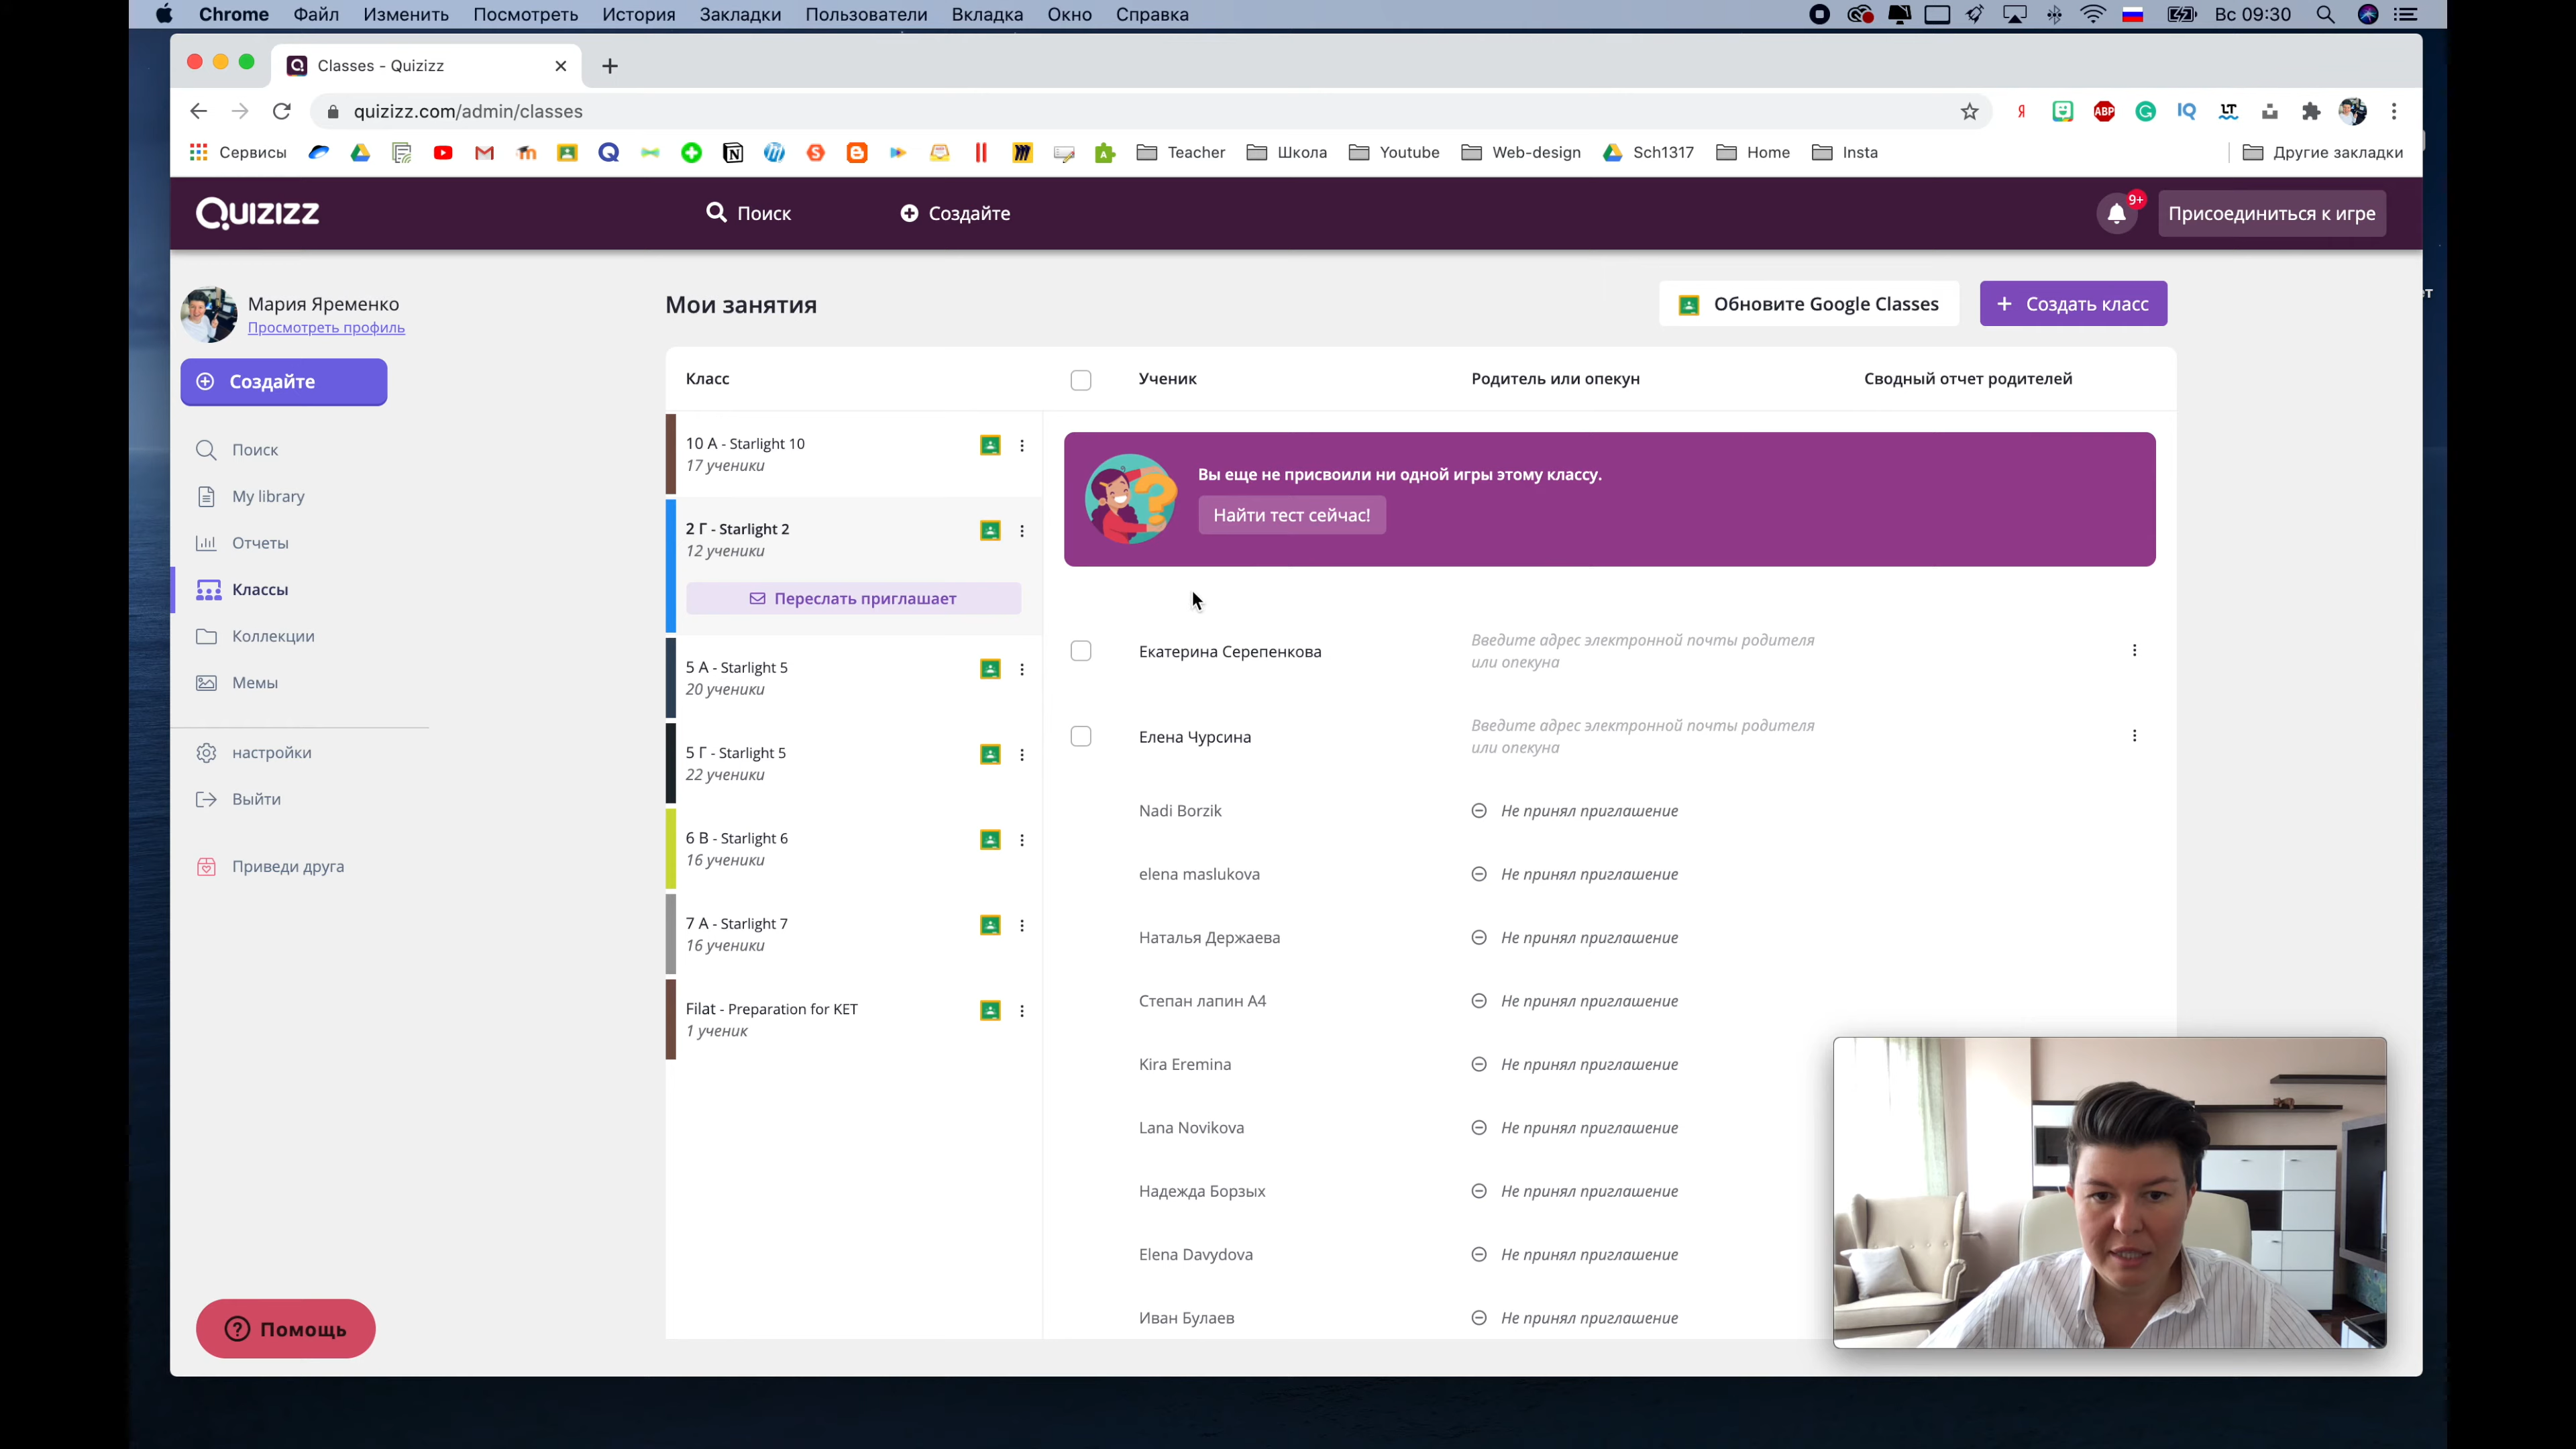 Chrome Файл Изменить Посмотреть История Закладки Пользователи Вкладка Окно Справка Вс 09:30
Classes - Quizizz
quizizz.com/admin/classes
Сервисы Teacher Школа Youtube Web-design Sch1317 Home Insta Другие закладки
QUIZIZZ Поиск Создайте 9+ Присоединиться к игре
Мария Яременко
Просмотреть профиль
Создайте
Поиск
My library
Отчеты
Классы
Коллекции
Мемы
настройки
Выйти
Приведи друга
Помощь
Мои занятия
Обновите Google Classes
Создать класс
Класс Ученик Родитель или опекун Сводный отчет родителей
10 А - Starlight 10
17 ученики
2 Г - Starlight 2
12 ученики
Переслать приглашает
5 А - Starlight 5
20 ученики
5 Г - Starlight 5
22 ученики
6 В - Starlight 6
16 ученики
7 А - Starlight 7
16 ученики
Filat - Preparation for KET
1 ученик
Вы еще не присвоили ни одной игры этому классу.
Найти тест сейчас!
Екатерина Серепенкова Введите адрес электронной почты родителя
или опекуна
Елена Чурсина Введите адрес электронной почты родителя
или опекуна
Nadi Borzik Не принял приглашение
elena maslukova Не принял приглашение
Наталья Держаева Не принял приглашение
Степан лапин А4 Не принял приглашение
Kira Eremina Не принял приглашение
Lana Novikova Не принял приглашение
Надежда Борзых Не принял приглашение
Elena Davydova Не принял приглашение
Иван Булаев Не принял приглашение